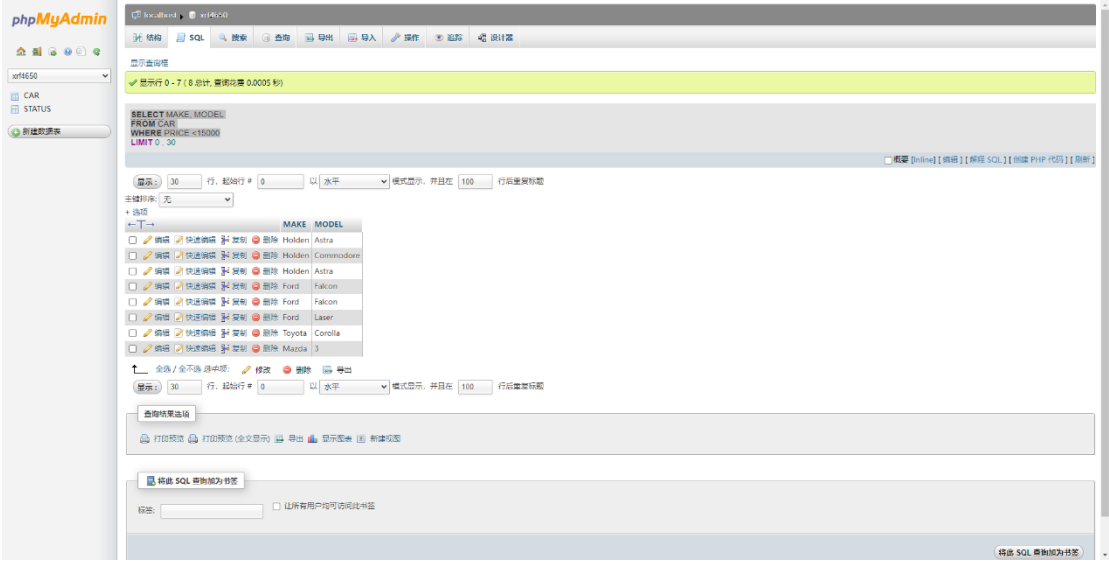 phpMyAdmin
localhost ▸ xrf4650
结构 SQL 搜索 查询 导出 导入 操作 追踪 设计器
xrf4650
CAR
STATUS
新建数据表
显示查询框
显示行 0 - 7 ( 8 总计, 查询花费 0.0005 秒)
SELECT MAKE, MODEL
FROM CAR
WHERE PRICE <15000
LIMIT 0 , 30
概要 [Inline] [ 编辑 ] [ 解释 SQL ] [ 创建 PHP 代码 ] [ 刷新 ]
显示: 30 行, 起始行 # 0 以 水平 模式显示, 并且在 100 行后重复标题
主键排序: 无
+ 选项
←T→ MAKE MODEL
编辑 快速编辑 复制 删除 Holden Astra
编辑 快速编辑 复制 删除 Holden Commodore
编辑 快速编辑 复制 删除 Holden Astra
编辑 快速编辑 复制 删除 Ford Falcon
编辑 快速编辑 复制 删除 Ford Falcon
编辑 快速编辑 复制 删除 Ford Laser
编辑 快速编辑 复制 删除 Toyota Corolla
编辑 快速编辑 复制 删除 Mazda 3
全选 / 全不选 选中项: 修改 删除 导出
显示: 30 行, 起始行 # 0 以 水平 模式显示, 并且在 100 行后重复标题
查询结果选项
打印预览 打印预览 (全文显示) 导出 显示图表 新建视图
将此 SQL 查询加为书签
标签: 让所有用户均可访问此书签
将此 SQL 查询加为书签